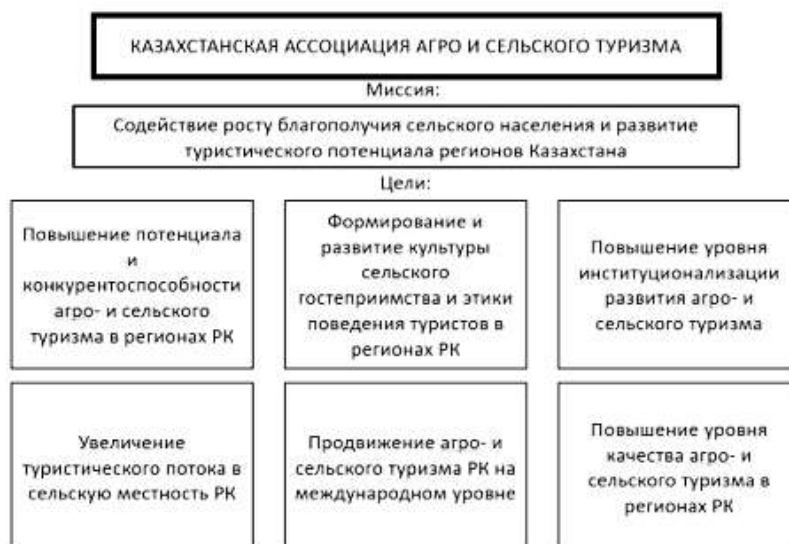 КАЗАХСТАНСКАЯ АССОЦИАЦИЯ АГРО И СЕЛЬСКОГО ТУРИЗМА
Миссия:
Содействие росту благополучия сельского населения и развитие
туристического потенциала регионов Казахстана
Цели:
Повышение потенциала
и
конкурентоспособности
агро- и сельского
туризма в регионах РК
Формирование и
развитие культуры
сельского
гостеприимства и этики
поведения туристов в
регионах РК
Повышение уровня
институционализации
развития агро- и
сельского туризма
Увеличение
туристического потока в
сельскую местность РК
Продвижение агро- и
сельского туризма РК на
международном уровне
Повышение уровня
качества агро- и
сельского туризма в
регионах РК